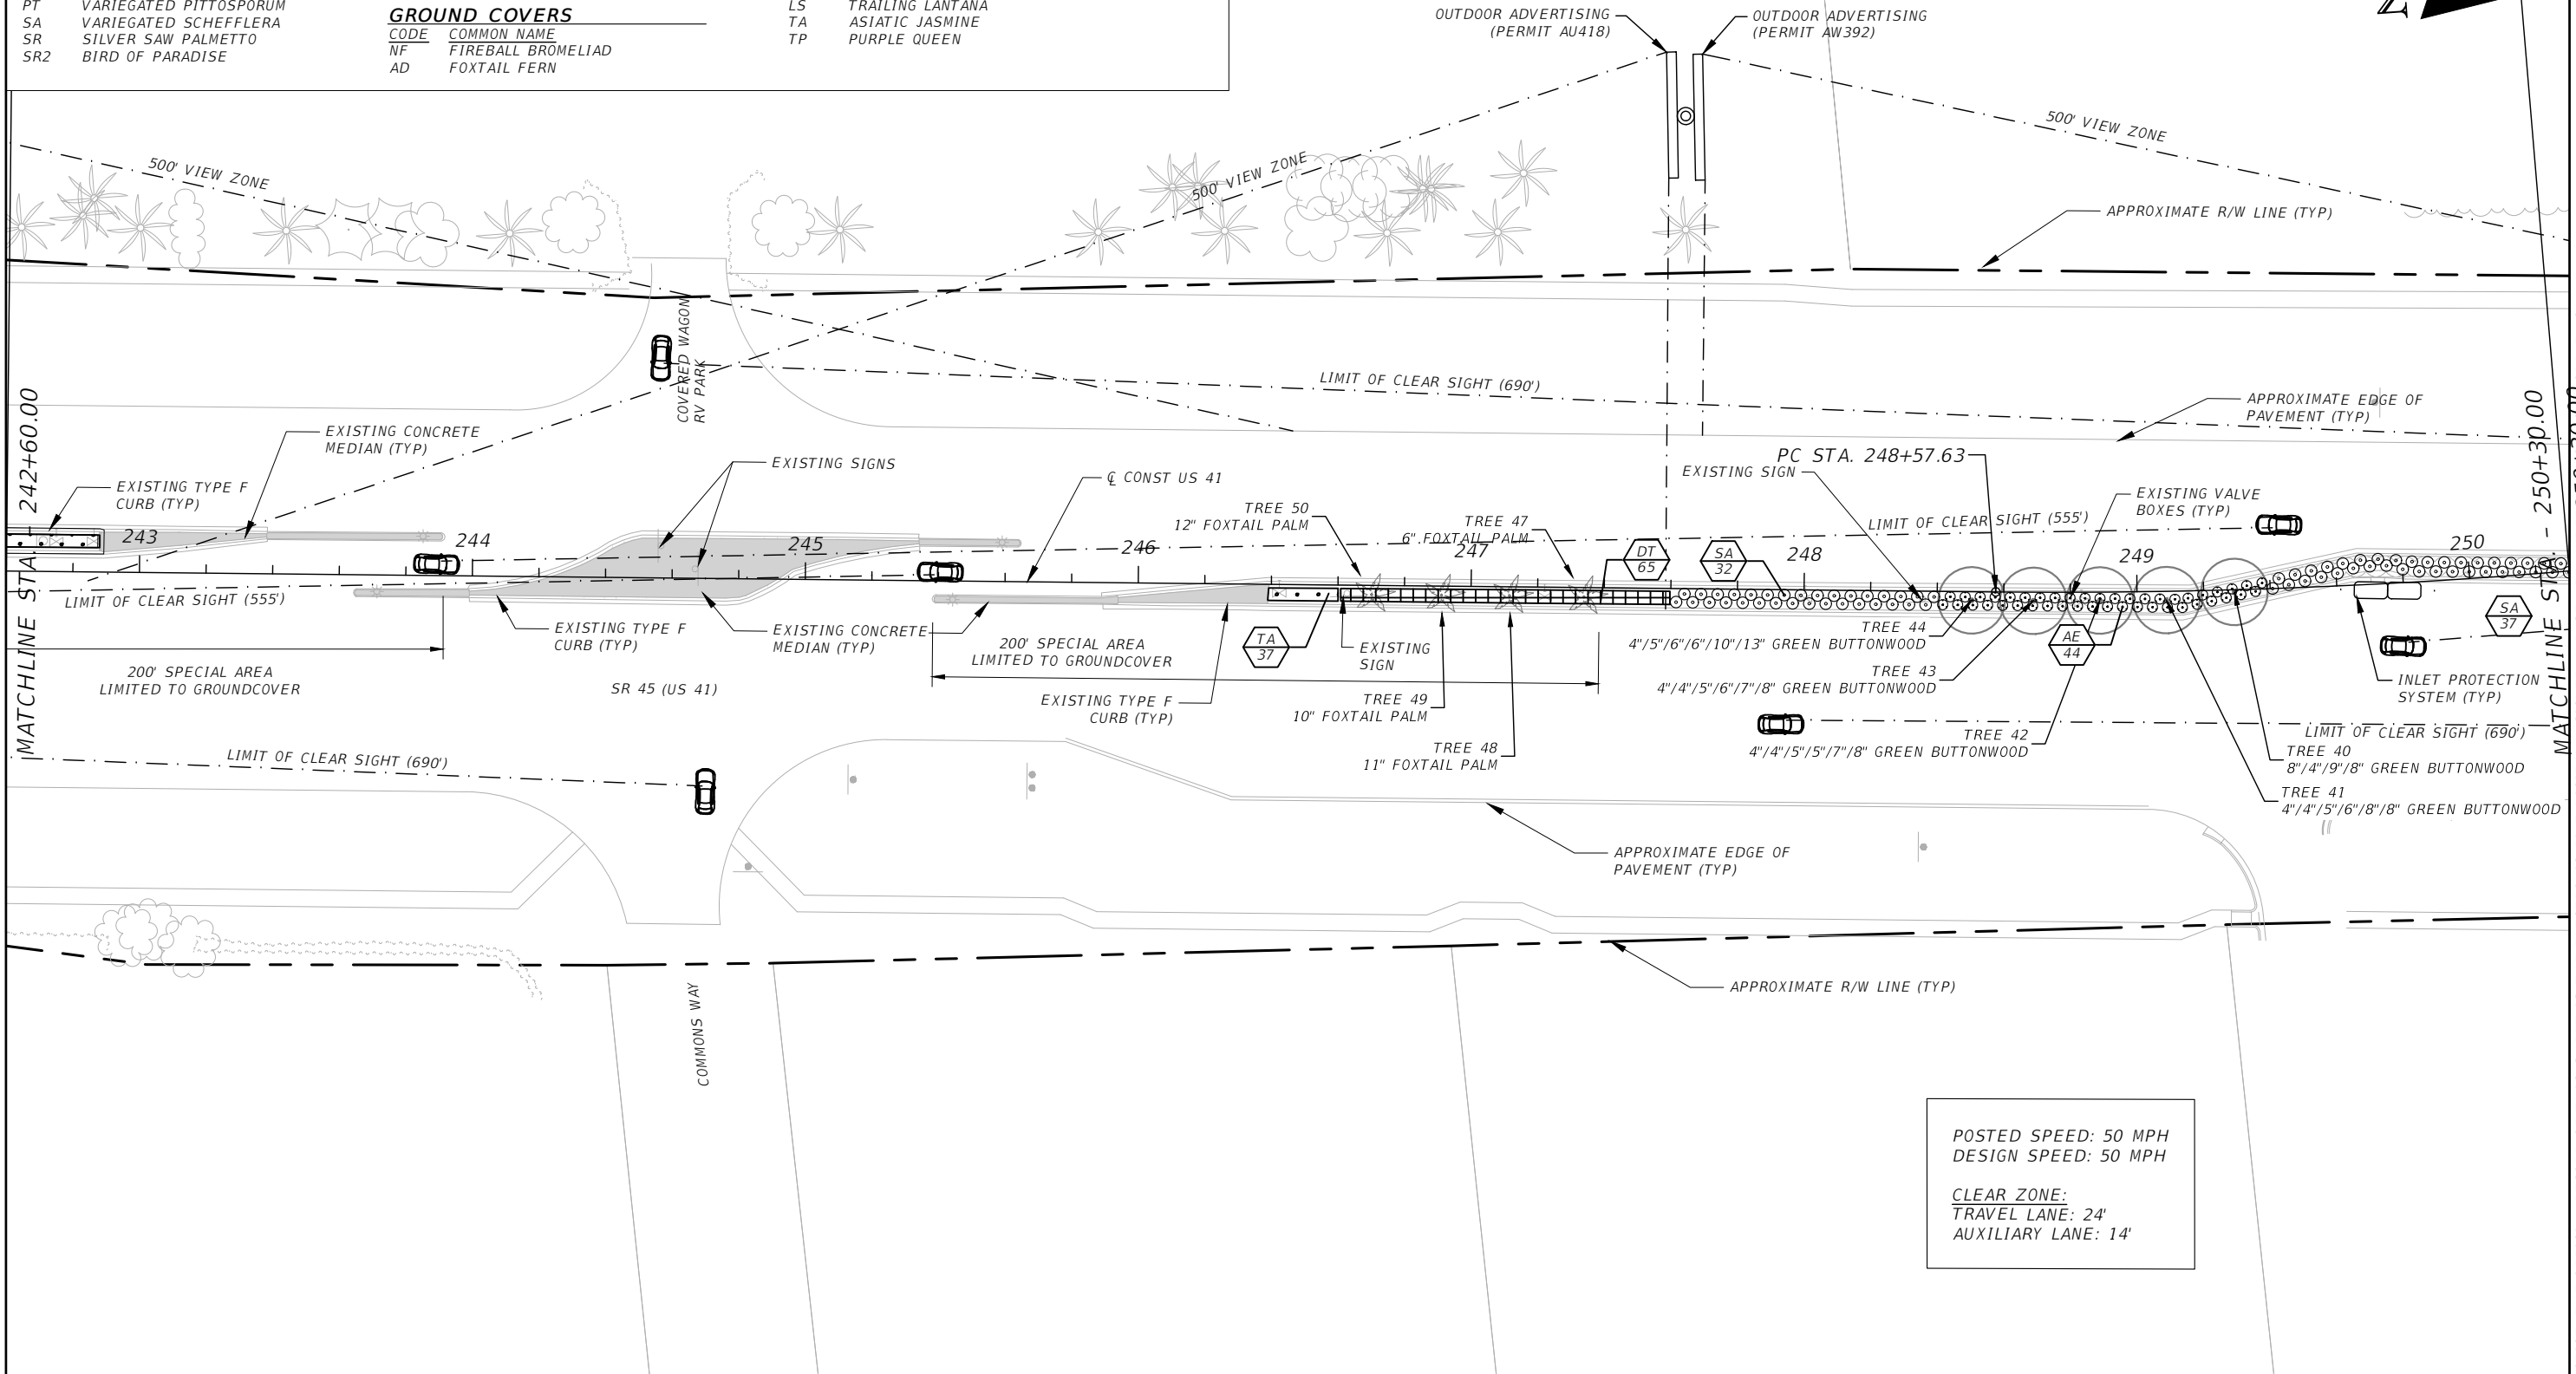 PT VARIEGATED PITTOSPORUM
SA VARIEGATED SCHEFFLERA
SR SILVER SAW PALMETTO
SR2 BIRD OF PARADISE
GROUND COVERS
CODE COMMON NAME
NF FIREBALL BROMELIAD
AD FOXTAIL FERN
LS TRAILING LANTANA
TA ASIATIC JASMINE
TP PURPLE QUEEN
OUTDOOR ADVERTISING
(PERMIT AU418)
OUTDOOR ADVERTISING
(PERMIT AW392)
500' VIEW ZONE
500' VIEW ZONE
500' VIEW ZONE
APPROXIMATE R/W LINE (TYP)
COVERED WAGON
RV PARK
LIMIT OF CLEAR SIGHT (690')
APPROXIMATE EDGE OF
PAVEMENT (TYP)
MATCHLINE STA. - 242+60.00
EXISTING CONCRETE
MEDIAN (TYP)
EXISTING TYPE F
CURB (TYP)
EXISTING SIGNS
℄ CONST US 41
PC STA. 248+57.63
EXISTING SIGN
TREE 50
12" FOXTAIL PALM
TREE 47
6" FOXTAIL PALM
LIMIT OF CLEAR SIGHT (555')
EXISTING VALVE
BOXES (TYP)
MATCHLINE STA. - 250+30.00
243
244
245
246
247
248
249
250
DT
65
SA
32
LIMIT OF CLEAR SIGHT (555')
EXISTING TYPE F
CURB (TYP)
EXISTING CONCRETE
MEDIAN (TYP)
200' SPECIAL AREA
LIMITED TO GROUNDCOVER
TA
37
EXISTING
SIGN
TREE 44
4"/5"/6"/6"/10"/13" GREEN BUTTONWOOD
AE
44
SA
37
200' SPECIAL AREA
LIMITED TO GROUNDCOVER
SR 45 (US 41)
EXISTING TYPE F
CURB (TYP)
TREE 49
10" FOXTAIL PALM
TREE 43
4"/4"/5"/6"/7"/8" GREEN BUTTONWOOD
INLET PROTECTION
SYSTEM (TYP)
TREE 48
11" FOXTAIL PALM
TREE 42
4"/4"/5"/5"/7"/8" GREEN BUTTONWOOD
LIMIT OF CLEAR SIGHT (690')
TREE 40
8"/4"/9"/8" GREEN BUTTONWOOD
TREE 41
4"/4"/5"/6"/8"/8" GREEN BUTTONWOOD
LIMIT OF CLEAR SIGHT (690')
APPROXIMATE EDGE OF
PAVEMENT (TYP)
APPROXIMATE R/W LINE (TYP)
COMMONS WAY
POSTED SPEED: 50 MPH
DESIGN SPEED: 50 MPH
CLEAR ZONE:
TRAVEL LANE: 24'
AUXILIARY LANE: 14'